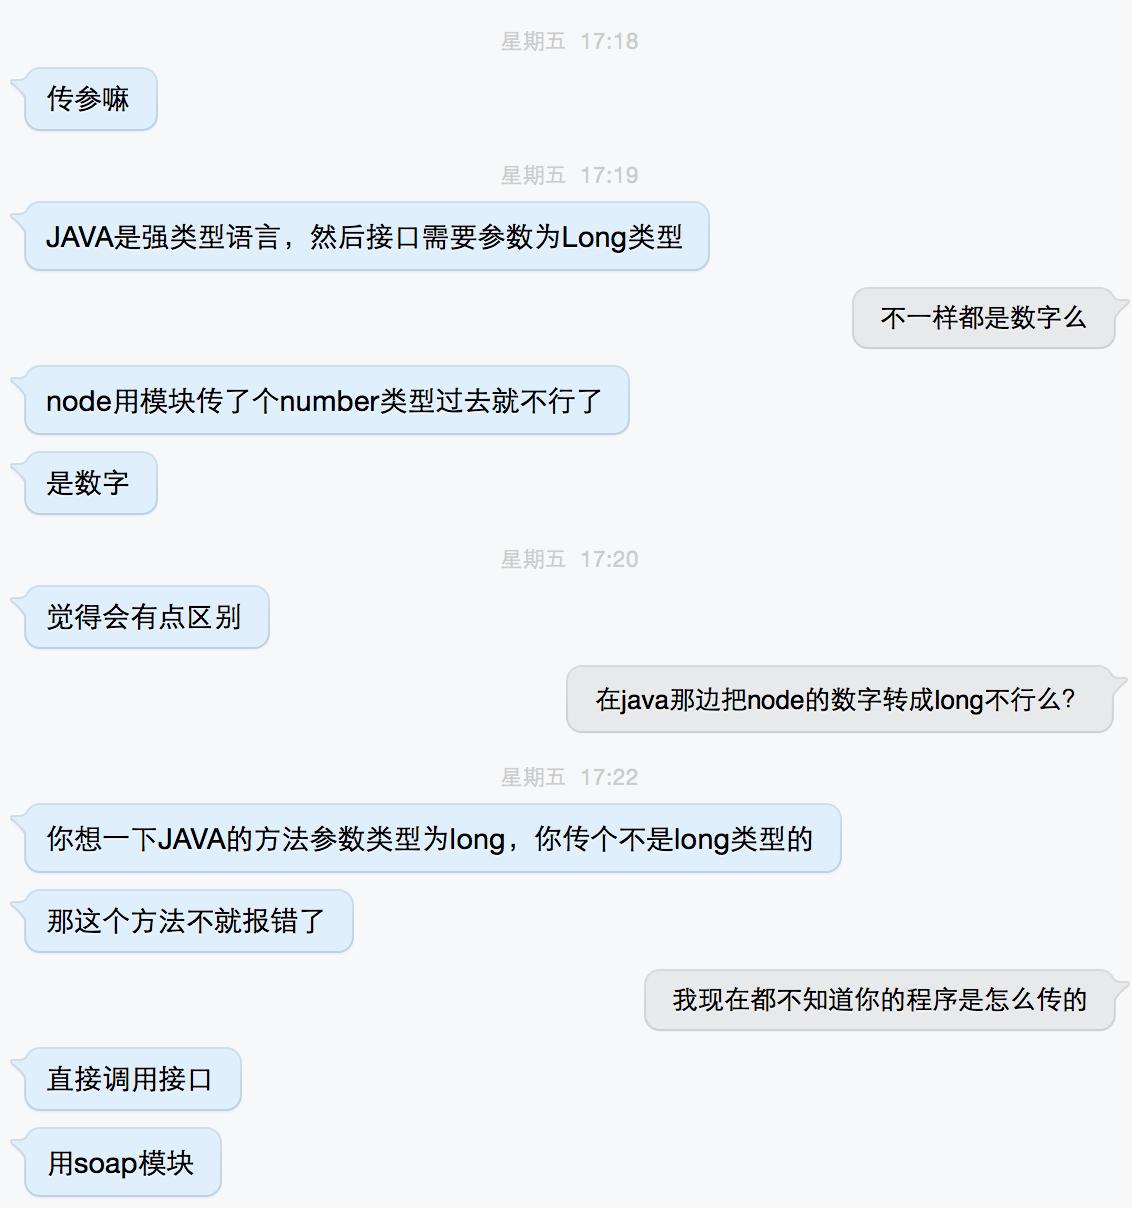 星期五 17:18
传参嘛
星期五 17:19
JAVA是强类型语言，然后接口需要参数为Long类型
不一样都是数字么
node用模块传了个number类型过去就不行了
是数字
星期五 17:20
觉得会有点区别
在java那边把node的数字转成long不行么？
星期五 17:22
你想一下JAVA的方法参数类型为long，你传个不是long类型的
那这个方法不就报错了
我现在都不知道你的程序是怎么传的
直接调用接口
用soap模块